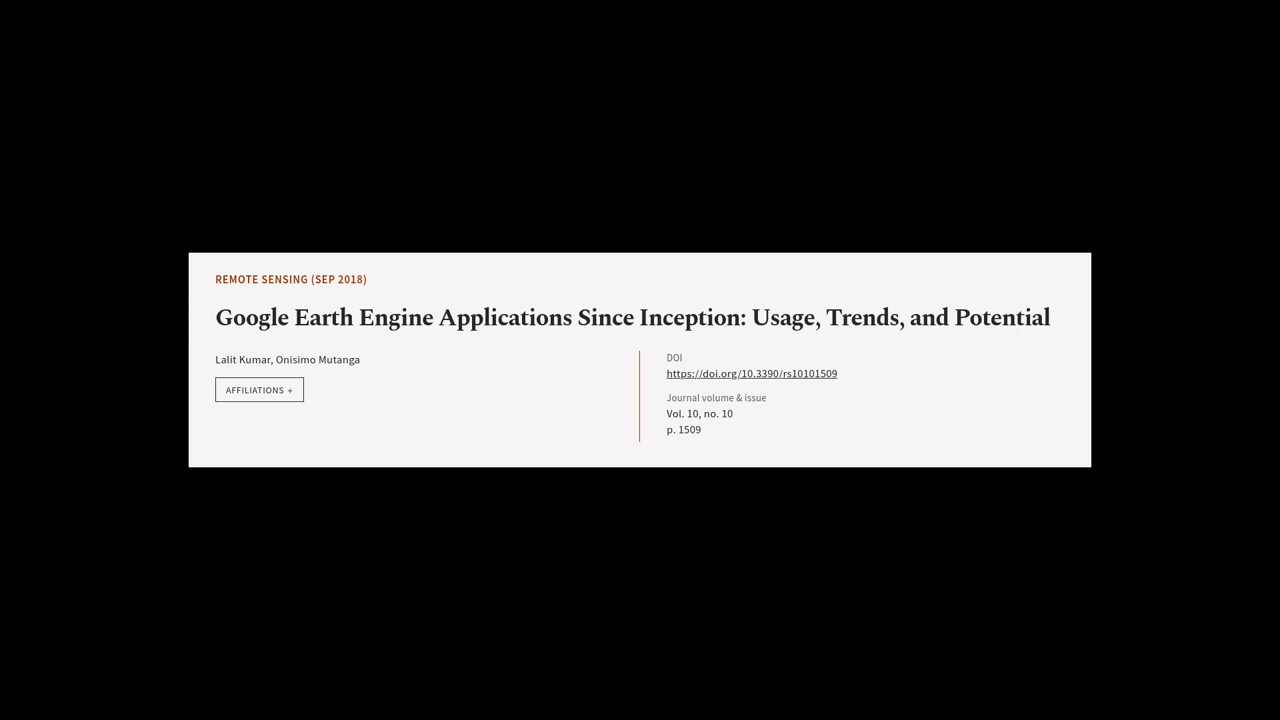 REMOTE SENSING (SEP 2018)
Google Earth Engine Applications Since Inception: Usage, Trends, and Potential
Lalit Kumar, Onisimo Mutanga
AFFILIATIONS +
DOI
https://doi.org/10.3390/rs10101509
Journal volume & issue
Vol. 10, no. 10
p. 1509